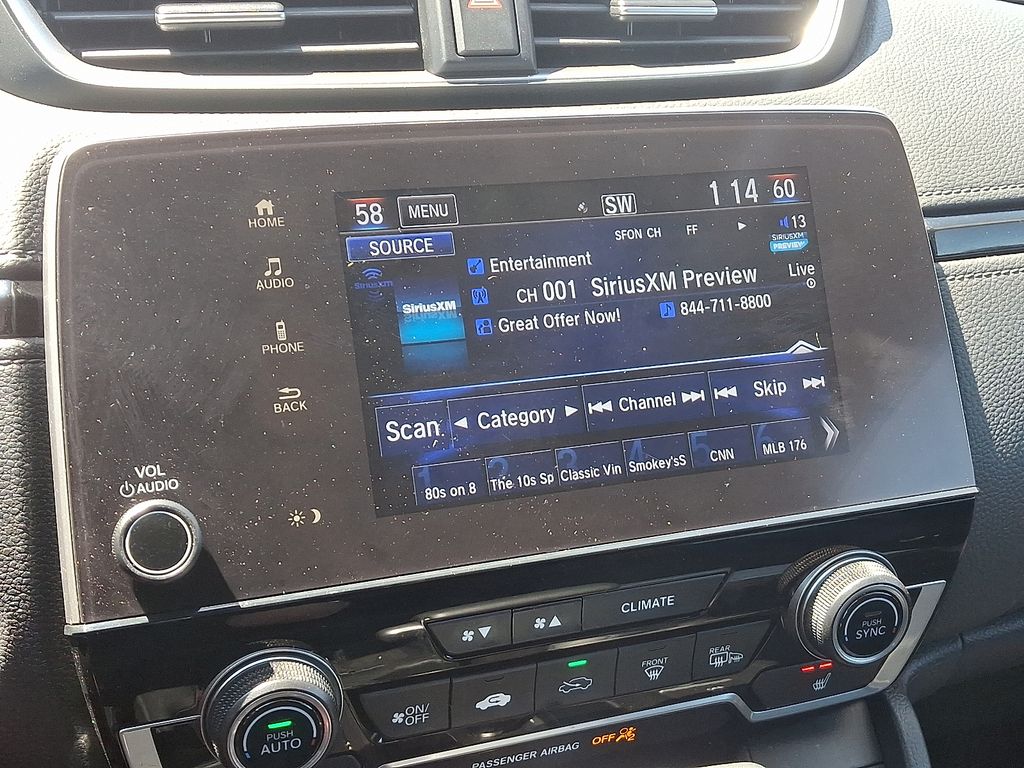 58 MENU SW 1 14 60
SFON CH FF 13
SOURCE
SIRIUSXM
PREVIEW
SiriusXM
SiriusXM
Entertainment
CH 001 SiriusXM Preview Live
Great Offer Now! 844-711-8800
Scan Category Channel Skip
1 2 3 4 5 6
80s on 8 The 10s Sp Classic Vin Smokey'sS CNN MLB 176
HOME
AUDIO
PHONE
BACK
VOL
AUDIO
CLIMATE
PUSH
SYNC
ON/
OFF
FRONT
REAR
PUSH
AUTO
PASSENGER AIRBAG OFF